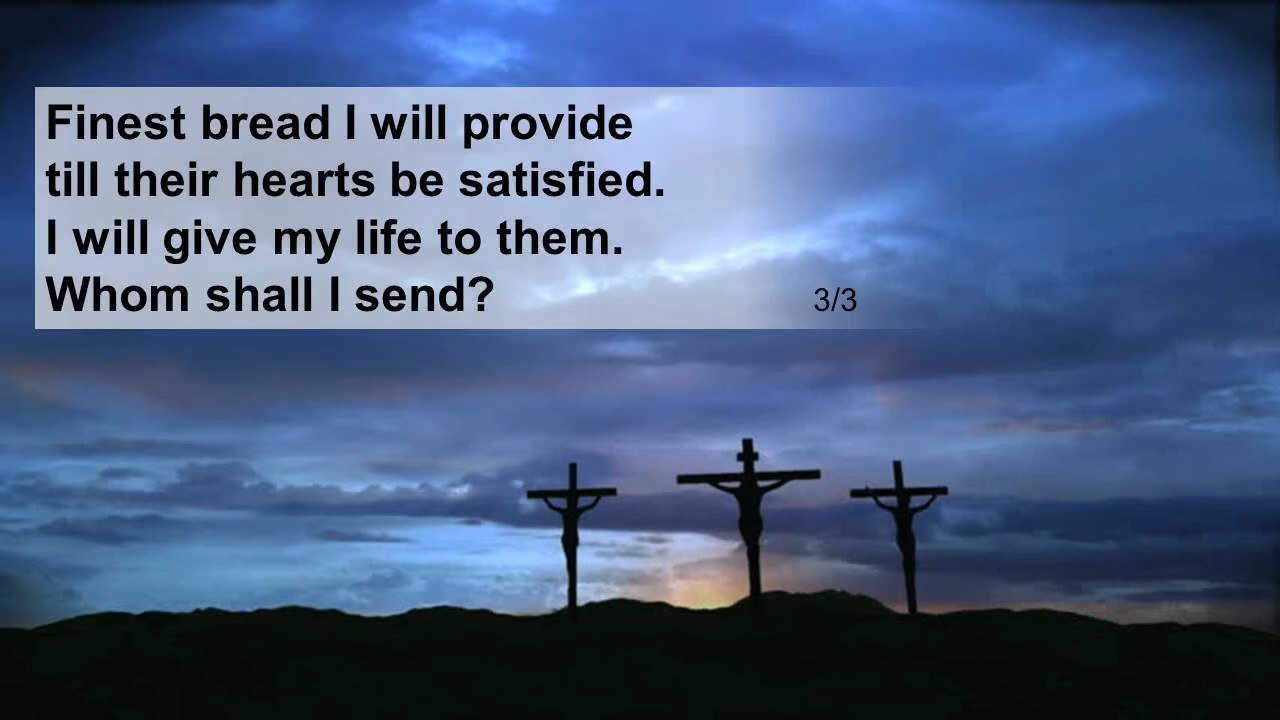 Finest bread I will provide
till their hearts be satisfied.
I will give my life to them.
Whom shall I send?
3/3